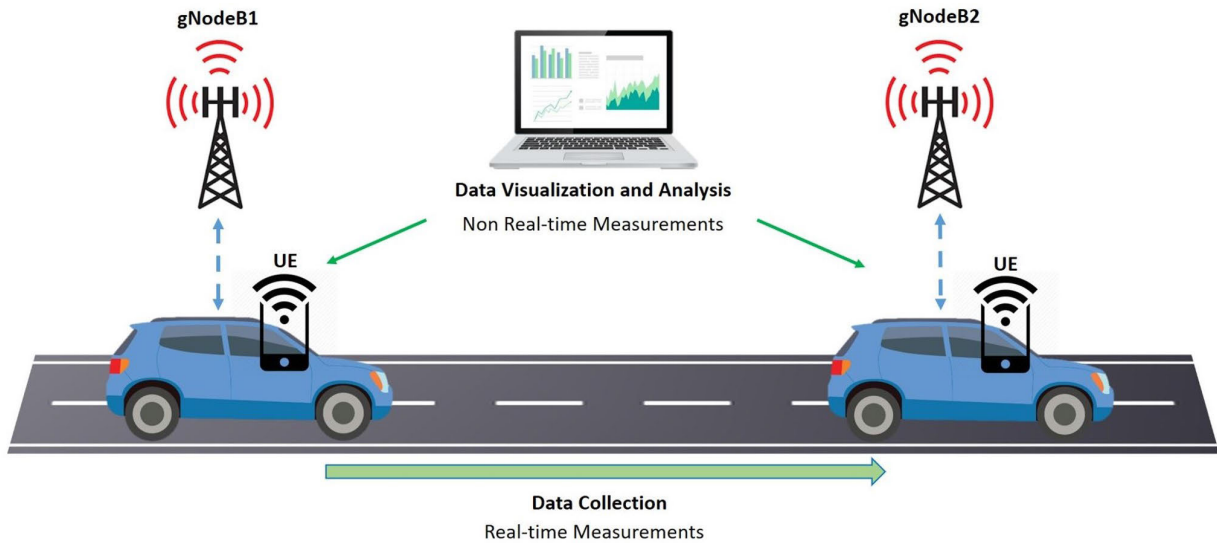 gNodeB1
gNodeB2
Data Visualization and Analysis
Non Real-time Measurements
UE
UE
Data Collection
Real-time Measurements